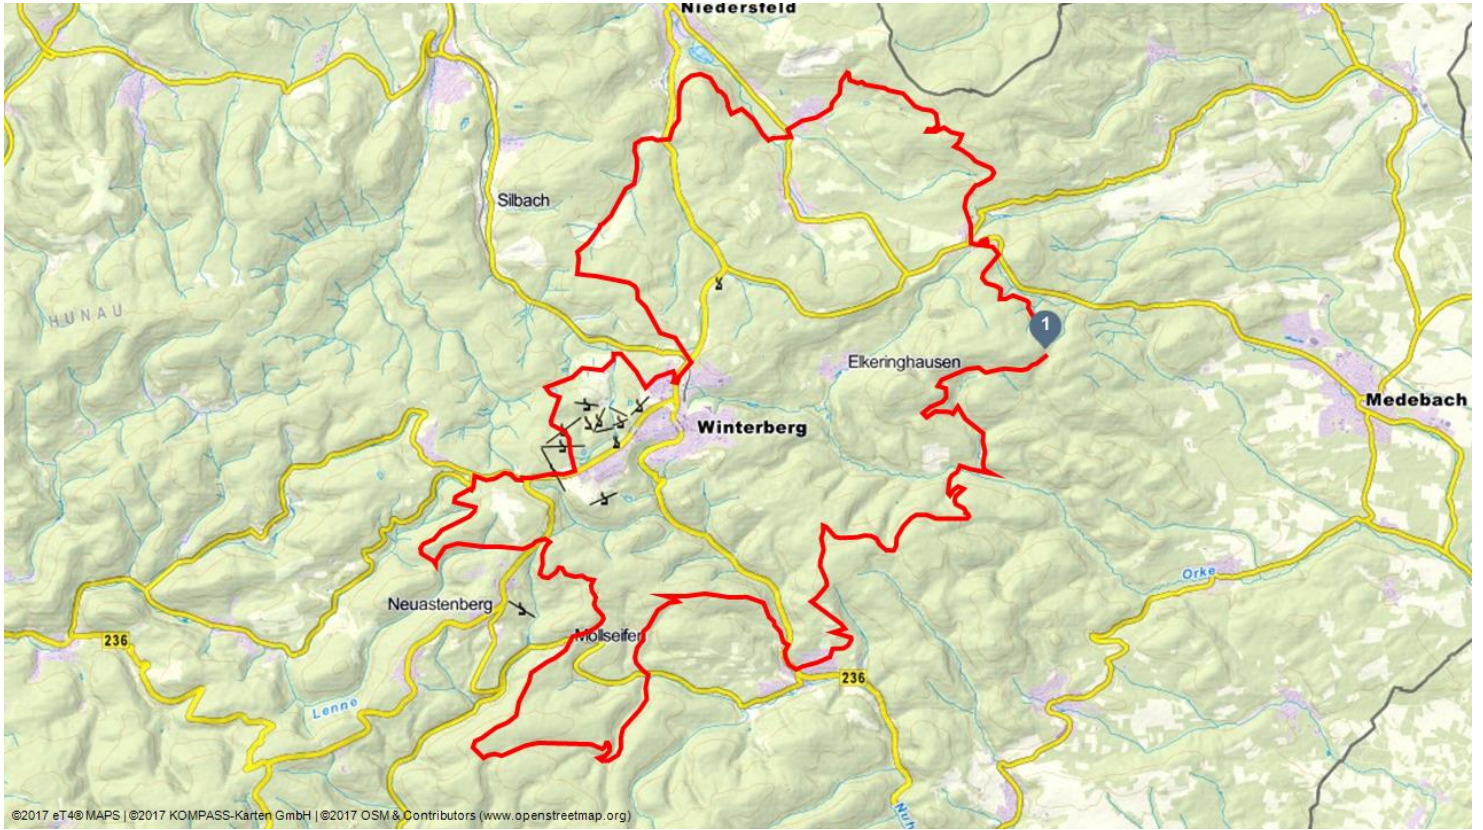 Niedersfeld
Silbach
HUNAU
1
Elkeringhausen
Medebach
Winterberg
Orke
Neuastenberg
Mollseifen
236
236
Lenne
Nuh
©2017 eT4® MAPS | ©2017 KOMPASS-Karten GmbH | ©2017 OSM & Contributors (www.openstreetmap.org)